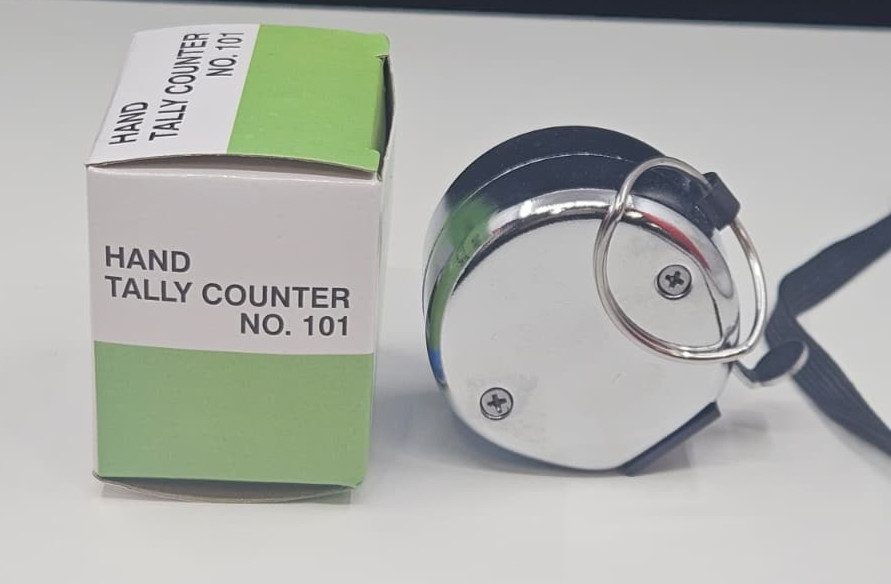 HAND
TALLY COUNTER
NO. 101
HAND
TALLY COUNTER
NO. 101